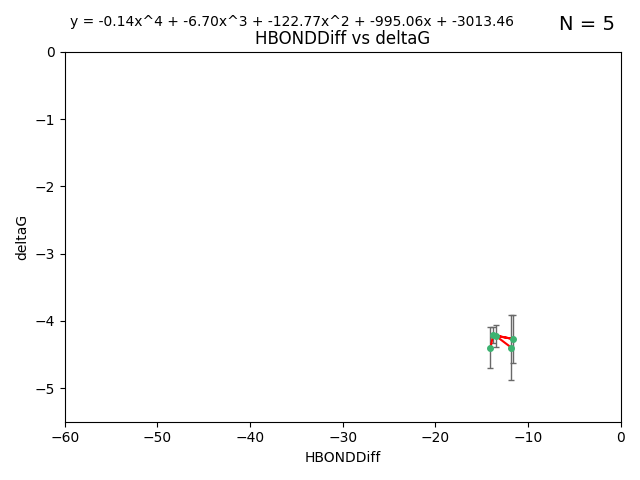 y = -0.14x^4 + -6.70x^3 + -122.77x^2 + -995.06x + -3013.46
N = 5
HBONDDiff vs deltaG
0
−1
−2
−3
−4
−5
deltaG
−60 −50 −40 −30 −20 −10 0
HBONDDiff